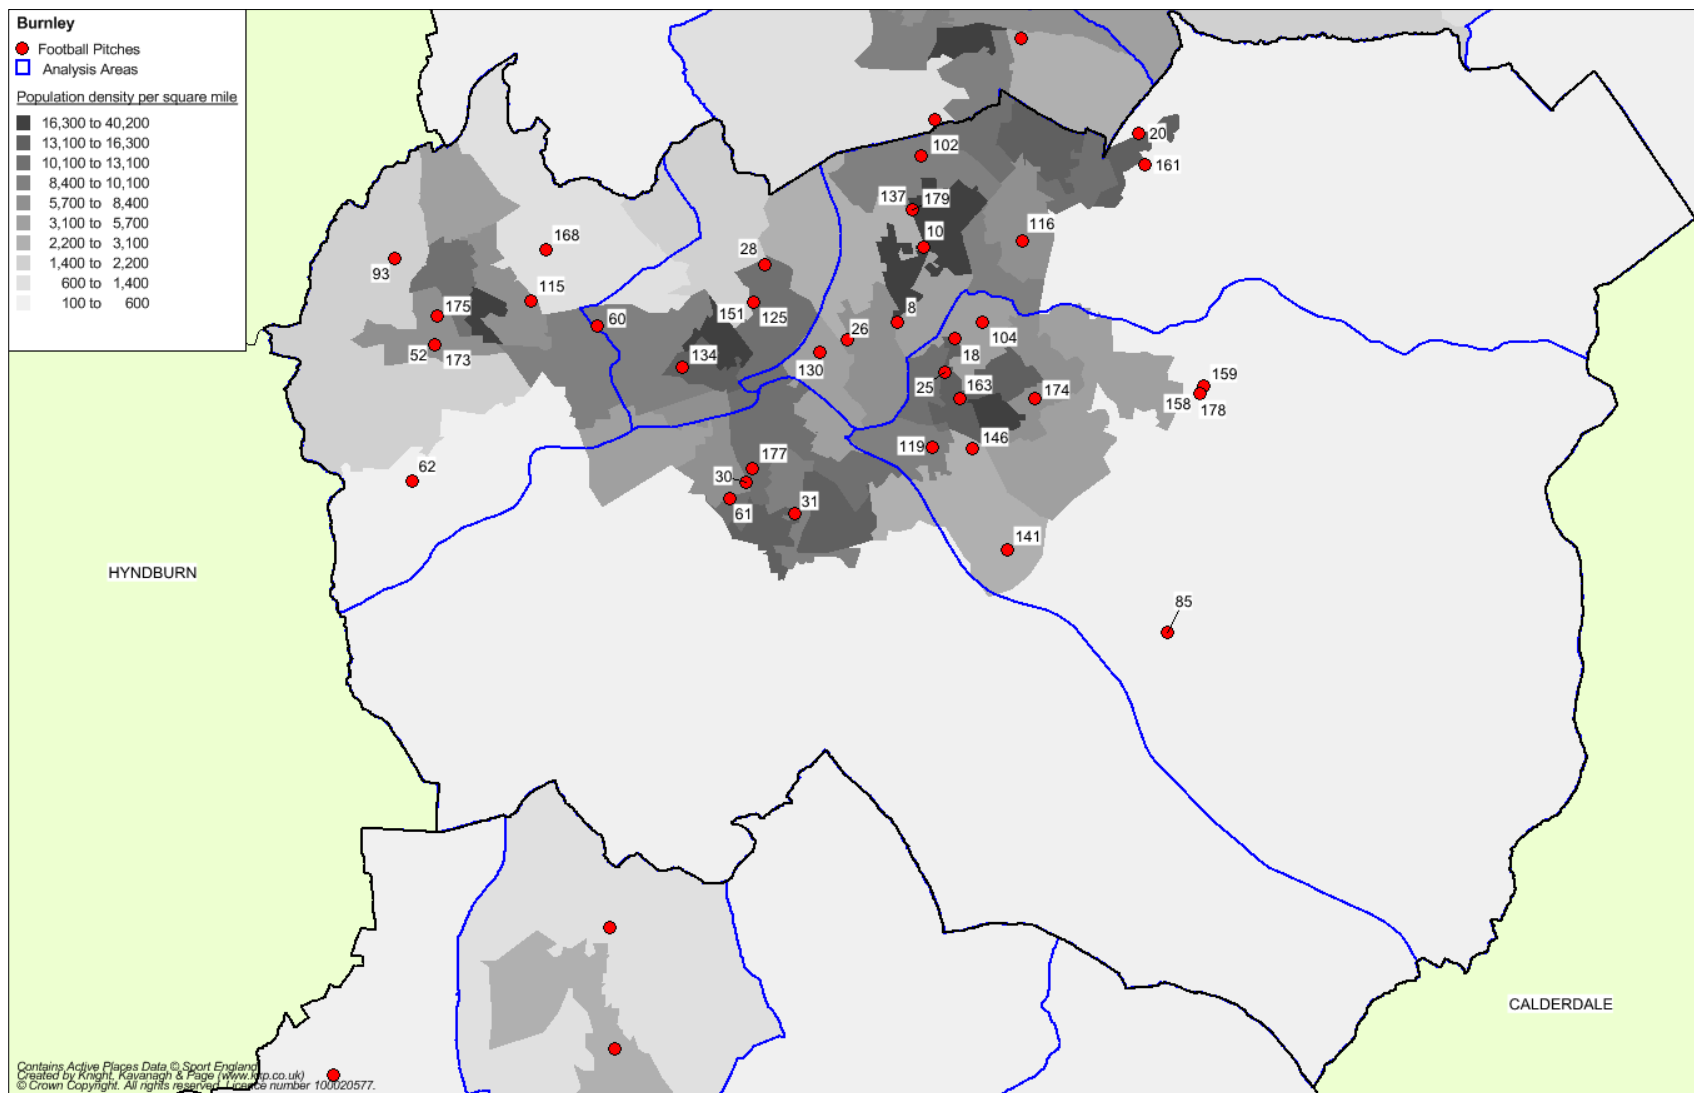 Burnley
Football Pitches
Analysis Areas
Population density per square mile
16,300 to 40,200
13,100 to 16,300
10,100 to 13,100
8,400 to 10,100
5,700 to 8,400
3,100 to 5,700
2,200 to 3,100
1,400 to 2,200
600 to 1,400
100 to 600
20
102
161
137
179
10
116
168
28
93
115
175
151
125
60
8
26
104
52
173
134
130
18
25
163
174
159
158
178
119
146
62
177
30
61
31
141
HYNDBURN
85
CALDERDALE
Contains Active Places Data © Sport England
Created by Knight, Kavanagh & Page (www.kkp.co.uk)
© Crown Copyright. All rights reserved. Licence number 100020577.